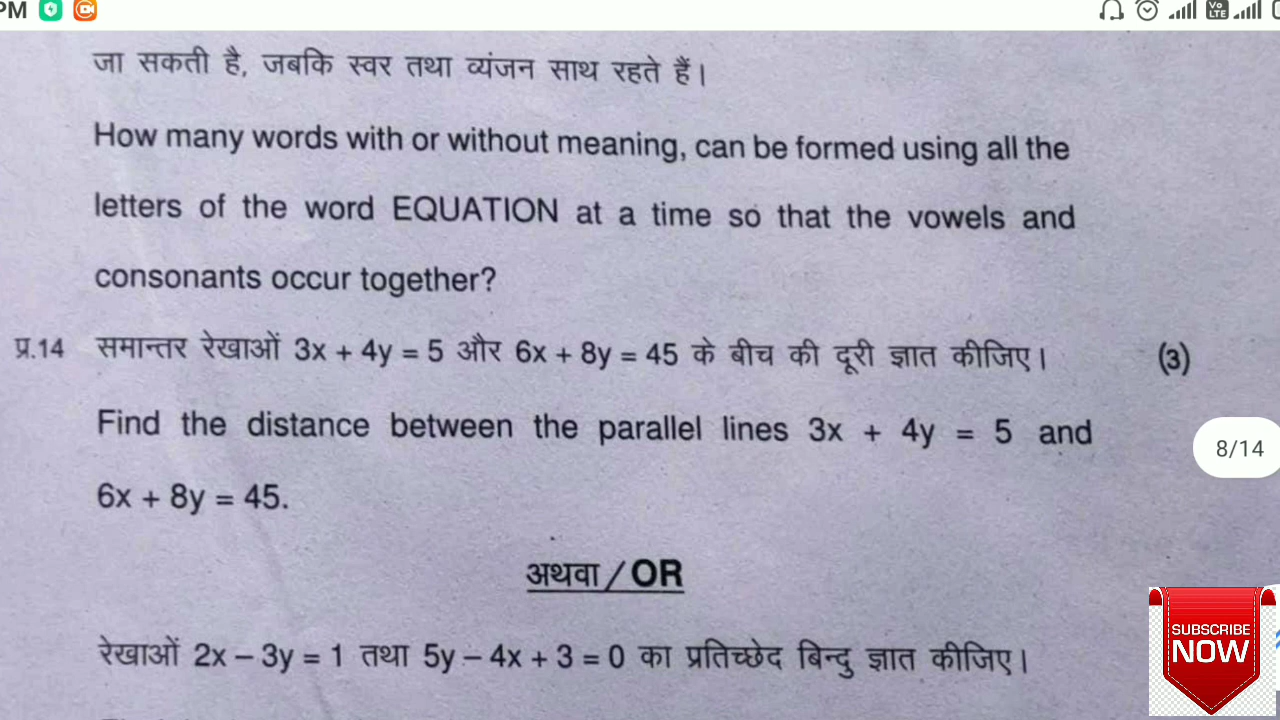 PM
Vo LTE
जा सकती है, जबकि स्वर तथा व्यंजन साथ रहते हैं।
How many words with or without meaning, can be formed using all the
letters of the word EQUATION at a time so that the vowels and
consonants occur together?
प्र.14 समान्तर रेखाओं 3x + 4y = 5 और 6x + 8y = 45 के बीच की दूरी ज्ञात कीजिए। (3)
Find the distance between the parallel lines 3x + 4y = 5 and
8/14
6x + 8y = 45.
अथवा / OR
रेखाओं 2x – 3y = 1 तथा 5y – 4x + 3 = 0 का प्रतिच्छेद बिन्दु ज्ञात कीजिए।
SUBSCRIBE
NOW